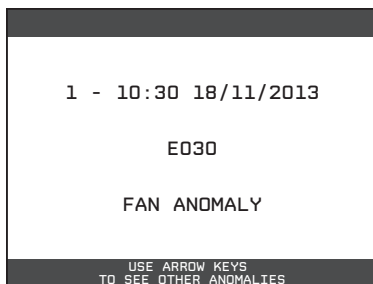 1 - 10:30 18/11/2013
E030
FAN ANOMALY
USE ARROW KEYS
TO SEE OTHER ANOMALIES